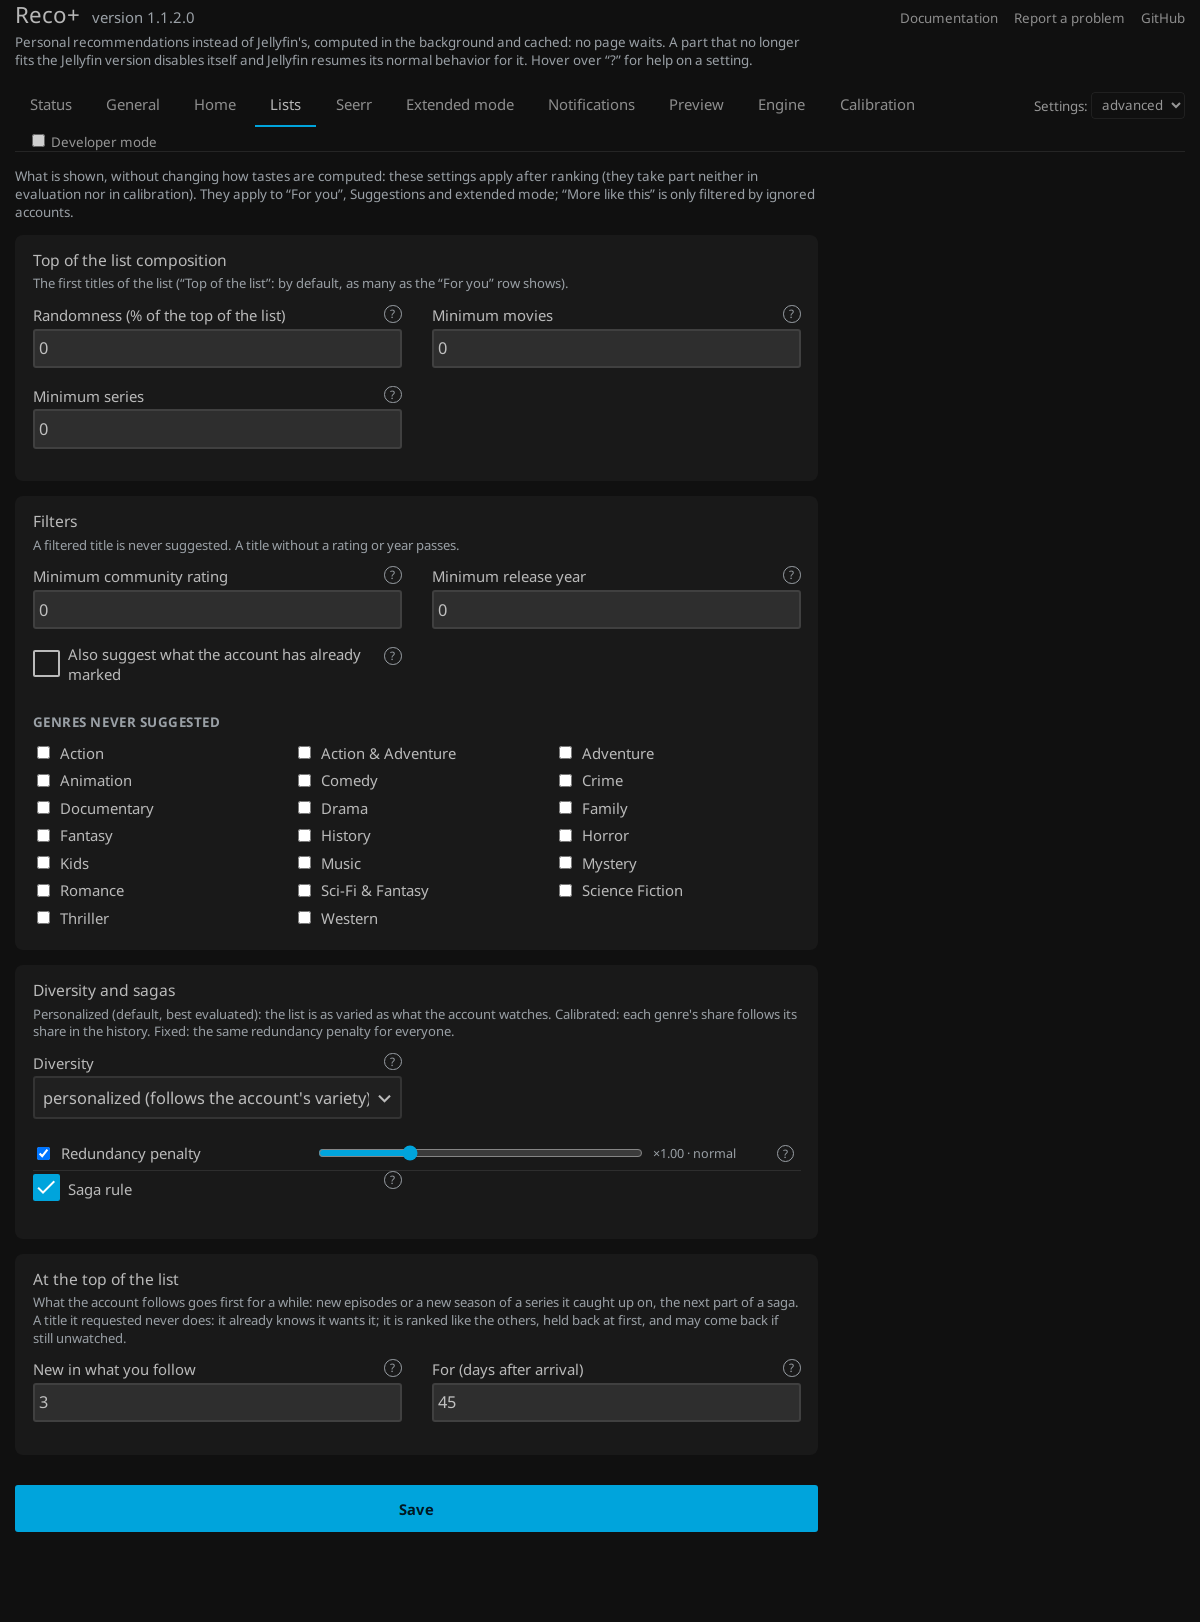 Reco+ version 1.1.2.0
Documentation Report a problem GitHub
Personal recommendations instead of Jellyfin's, computed in the background and cached: no page waits. A part that no longer
fits the Jellyfin version disables itself and Jellyfin resumes its normal behavior for it. Hover over “?” for help on a setting.
Status General Home Lists Seerr Extended mode Notifications Preview Engine Calibration
Settings: advanced
Developer mode
What is shown, without changing how tastes are computed: these settings apply after ranking (they take part neither in
evaluation nor in calibration). They apply to “For you”, Suggestions and extended mode; “More like this” is only filtered by ignored
accounts.
Top of the list composition
The first titles of the list (“Top of the list”: by default, as many as the “For you” row shows).
Randomness (% of the top of the list) ? Minimum movies ?
0 0
Minimum series ?
0
Filters
A filtered title is never suggested. A title without a rating or year passes.
Minimum community rating ? Minimum release year ?
0 0
Also suggest what the account has already ?
marked
GENRES NEVER SUGGESTED
Action Action & Adventure Adventure
Animation Comedy Crime
Documentary Drama Family
Fantasy History Horror
Kids Music Mystery
Romance Sci-Fi & Fantasy Science Fiction
Thriller Western
Diversity and sagas
Personalized (default, best evaluated): the list is as varied as what the account watches. Calibrated: each genre's share follows its
share in the history. Fixed: the same redundancy penalty for everyone.
Diversity ?
personalized (follows the account's variety)
Redundancy penalty ×1.00 · normal ?
Saga rule ?
At the top of the list
What the account follows goes first for a while: new episodes or a new season of a series it caught up on, the next part of a saga.
A title it requested never does: it already knows it wants it; it is ranked like the others, held back at first, and may come back if
still unwatched.
New in what you follow ? For (days after arrival) ?
3 45
Save